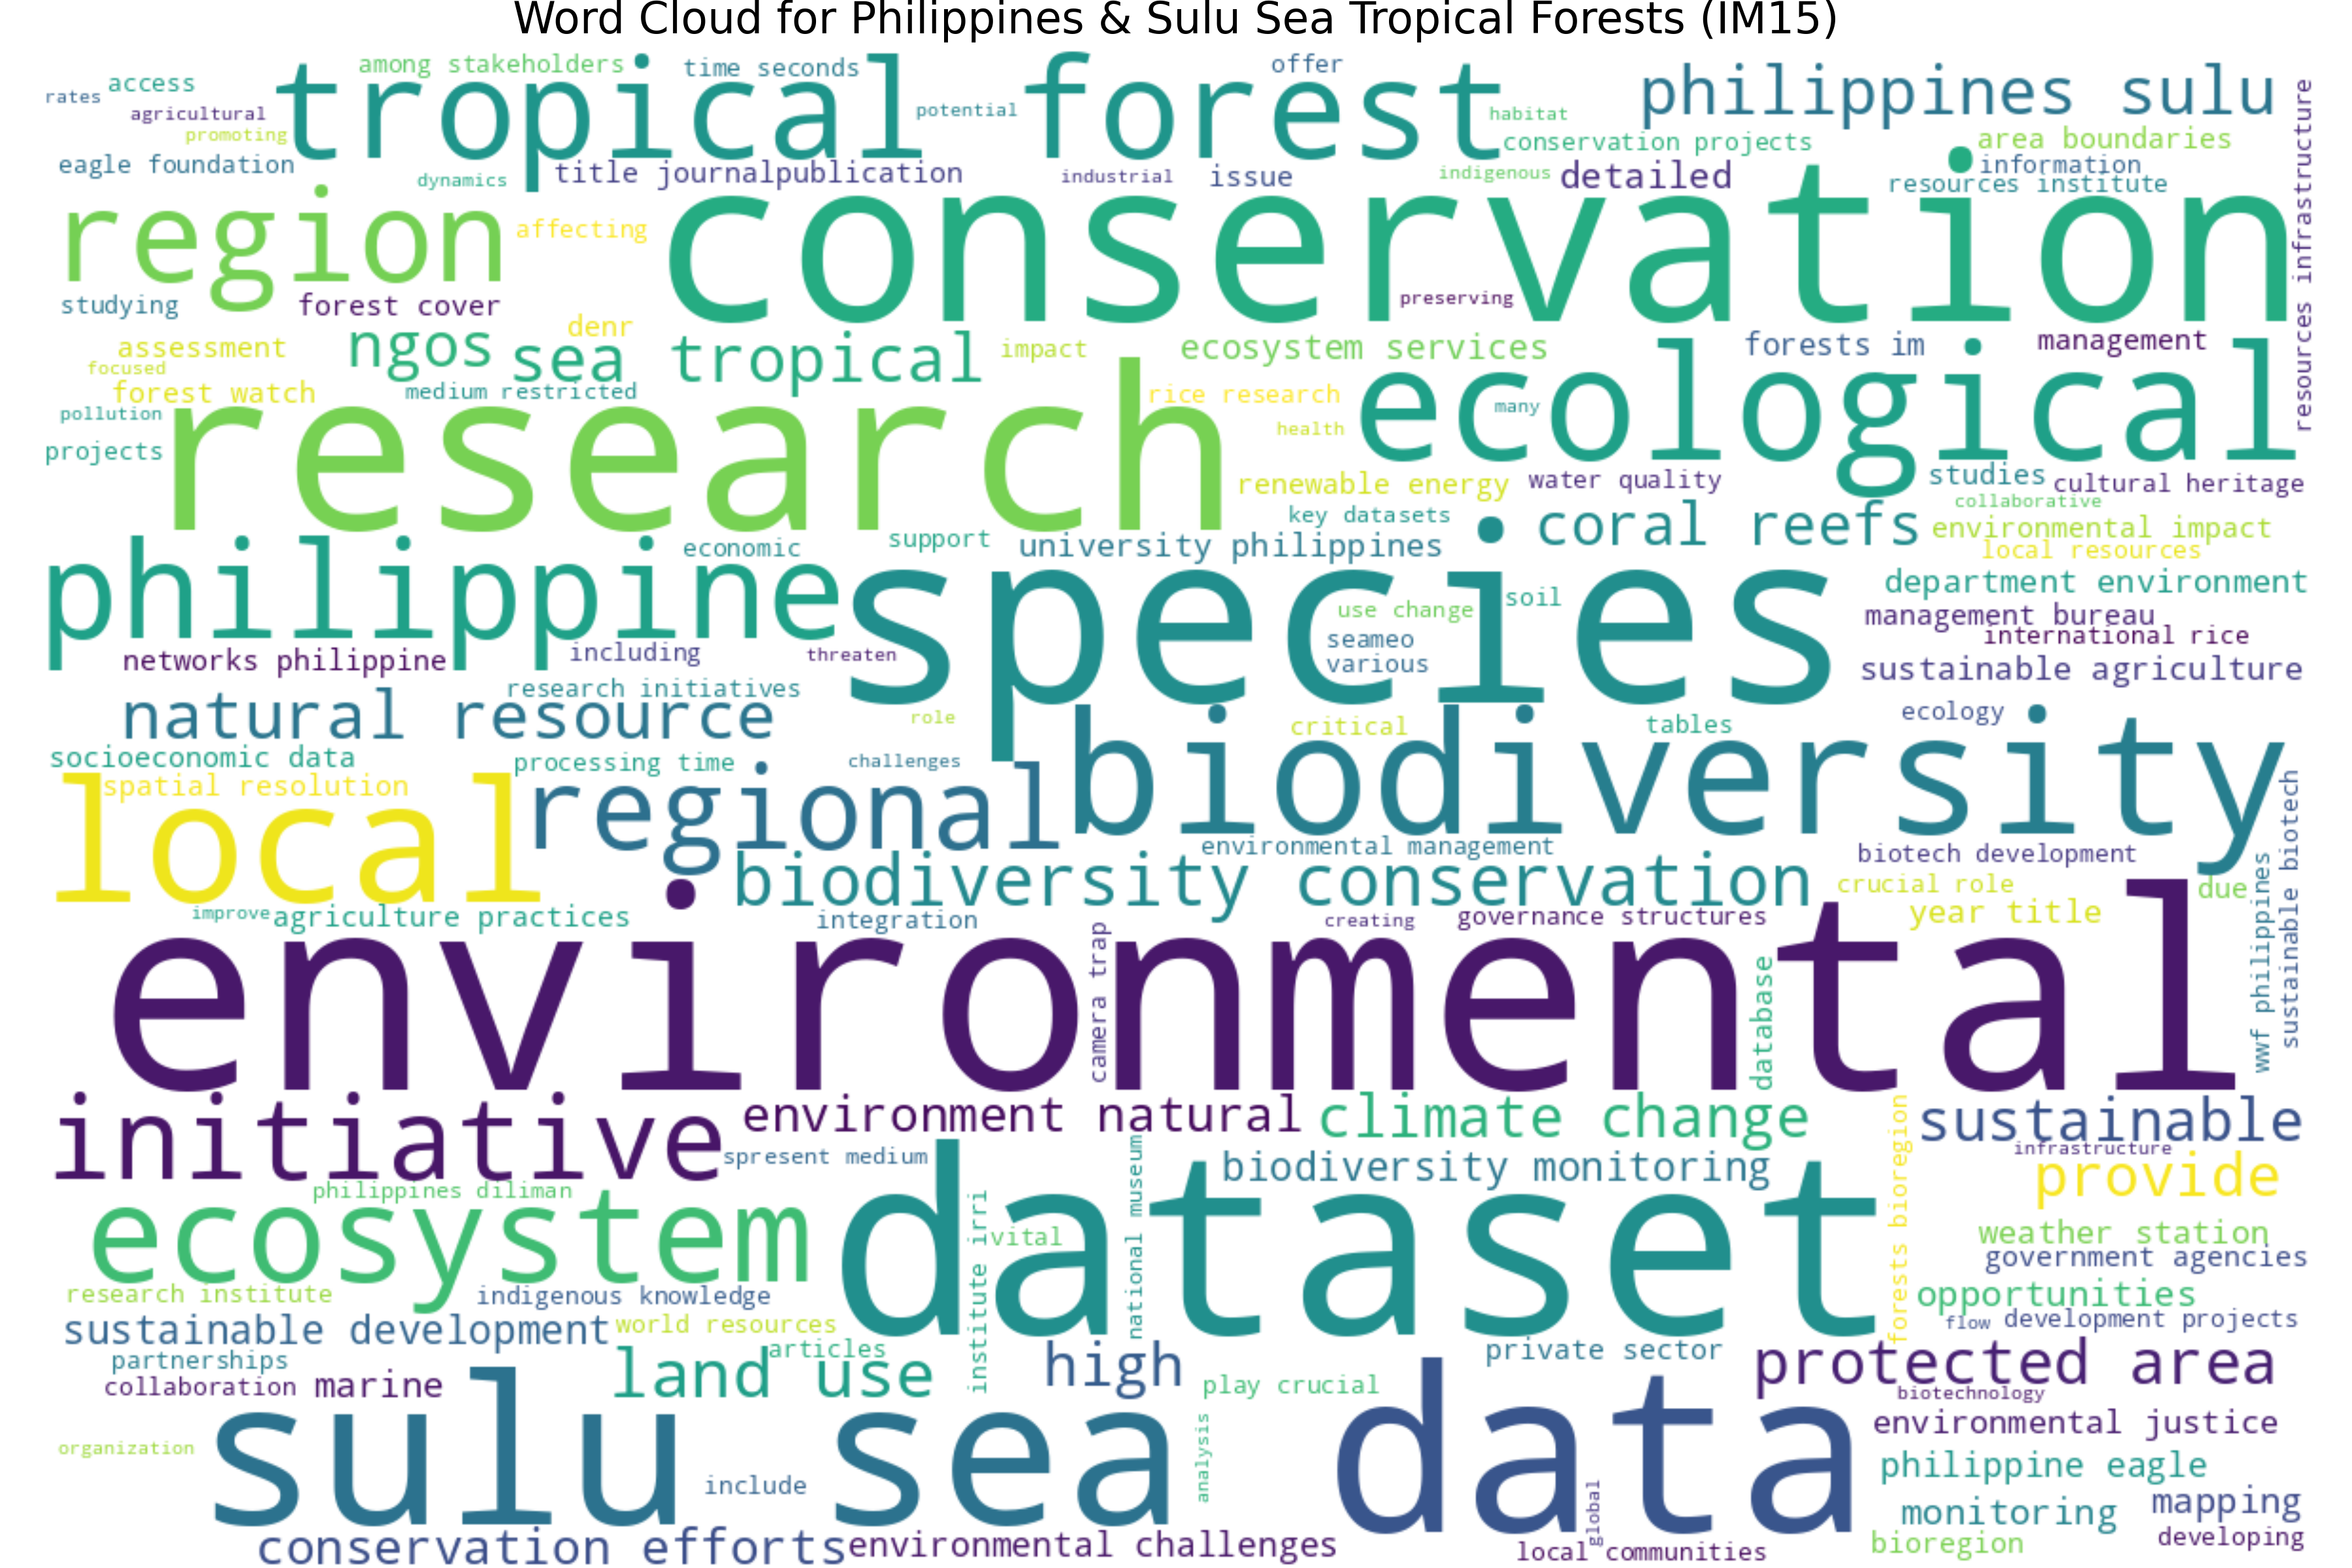 Word Cloud for Philippines & Sulu Sea Tropical Forests (IM15)
among stakeholders
time seconds
offer
access
rates
agricultural
promoting
tropical forest
potential
habitat
philippines sulu
conservation projects
area boundaries
resources infrastructure
eagle foundation
dynamics
title journalpublication
industrial
issue
indigenous
detailed
information
resources institute
region
affecting
conservation
preserving
studying
forest cover
denr
ngos
sea tropical
impact
ecosystem services
forests im
management
assessment
focused
forest watch
medium restricted
rice research
many
ecological
pollution
projects
research
health
renewable energy
water quality
studies
cultural heritage
collaborative
key datasets
coral reefs
environmental impact
local resources
economic
support
university philippines
philippine
species
use change
soil
department environment
management bureau
international rice
networks philippine
including
threaten
seameo
various
sustainable agriculture
research initiatives
natural resource
role
critical
tables
ecology
socioeconomic data
processing time
challenges
biodiversity
spatial resolution
local
regional
environmental management
biotech development
sustainable biotech
biodiversity conservation
crucial role
due
wwf philippines
improve
agriculture practices
integration
creating
governance structures
year title
environmental
camera trap
database
initiative
environment natural
climate change
forests bioregion
sustainable
infrastructure
spresent medium
national museum
biodiversity monitoring
provide
philippines diliman
ecosystem
institute irri
vital
dataset
weather station
government agencies
research institute
indigenous knowledge
opportunities
sustainable development
world resources
flow
development projects
partnerships
articles
land use
high
private sector
protected area
collaboration
marine
play crucial
biotechnology
sulu sea
analysis
data
environmental justice
organization
include
global
philippine eagle
monitoring
mapping
conservation efforts
environmental challenges
local communities
bioregion
developing